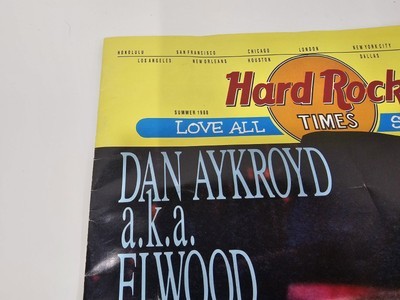 HONOLULU SAN FRANCISCO CHICAGO LONDON NEW YORK CITY
LOS ANGELES NEW ORLEANS HOUSTON DALLAS
Hard Rock
SUMMER 1990
TIMES
LOVE ALL S
DAN AYKROYD
a.k.a.
ELWOOD